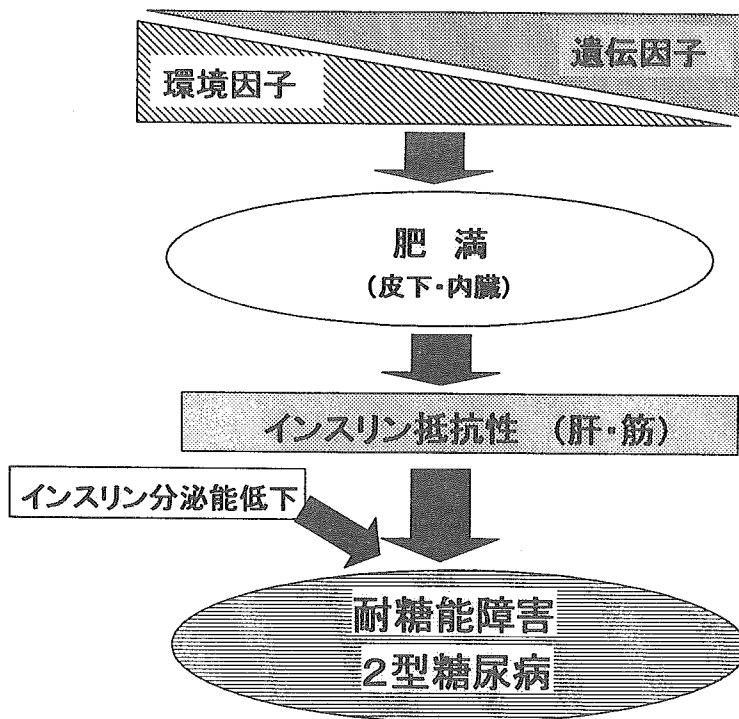 遺伝因子
環境因子
肥 満
(皮下・内臓)
インスリン抵抗性 (肝・筋)
インスリン分泌能低下
耐糖能障害
2型糖尿病